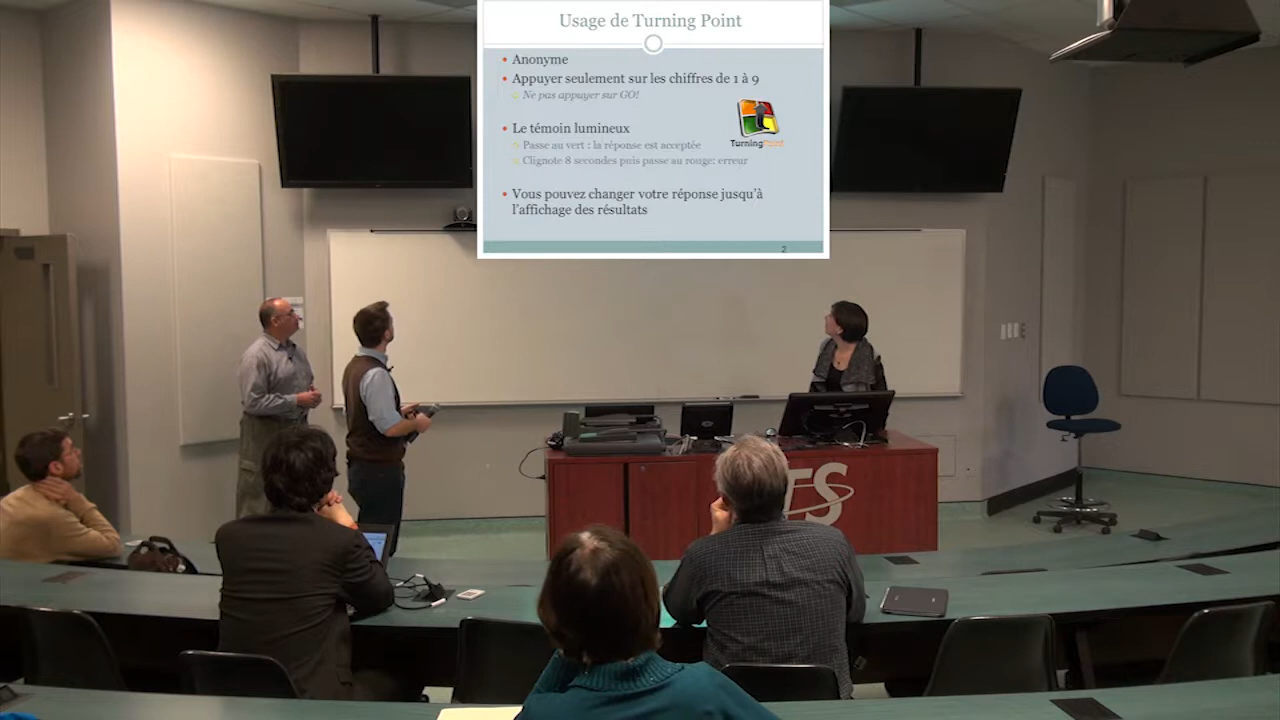 Usage de Turning Point
Anonyme
Appuyer seulement sur les chiffres de 1 à 9
Ne pas appuyer sur GO!
Le témoin lumineux
Passe au vert : la réponse est acceptée
Clignote 8 secondes puis passe au rouge: erreur
TurningPoint
Vous pouvez changer votre réponse jusqu'à
l'affichage des résultats
2
TS